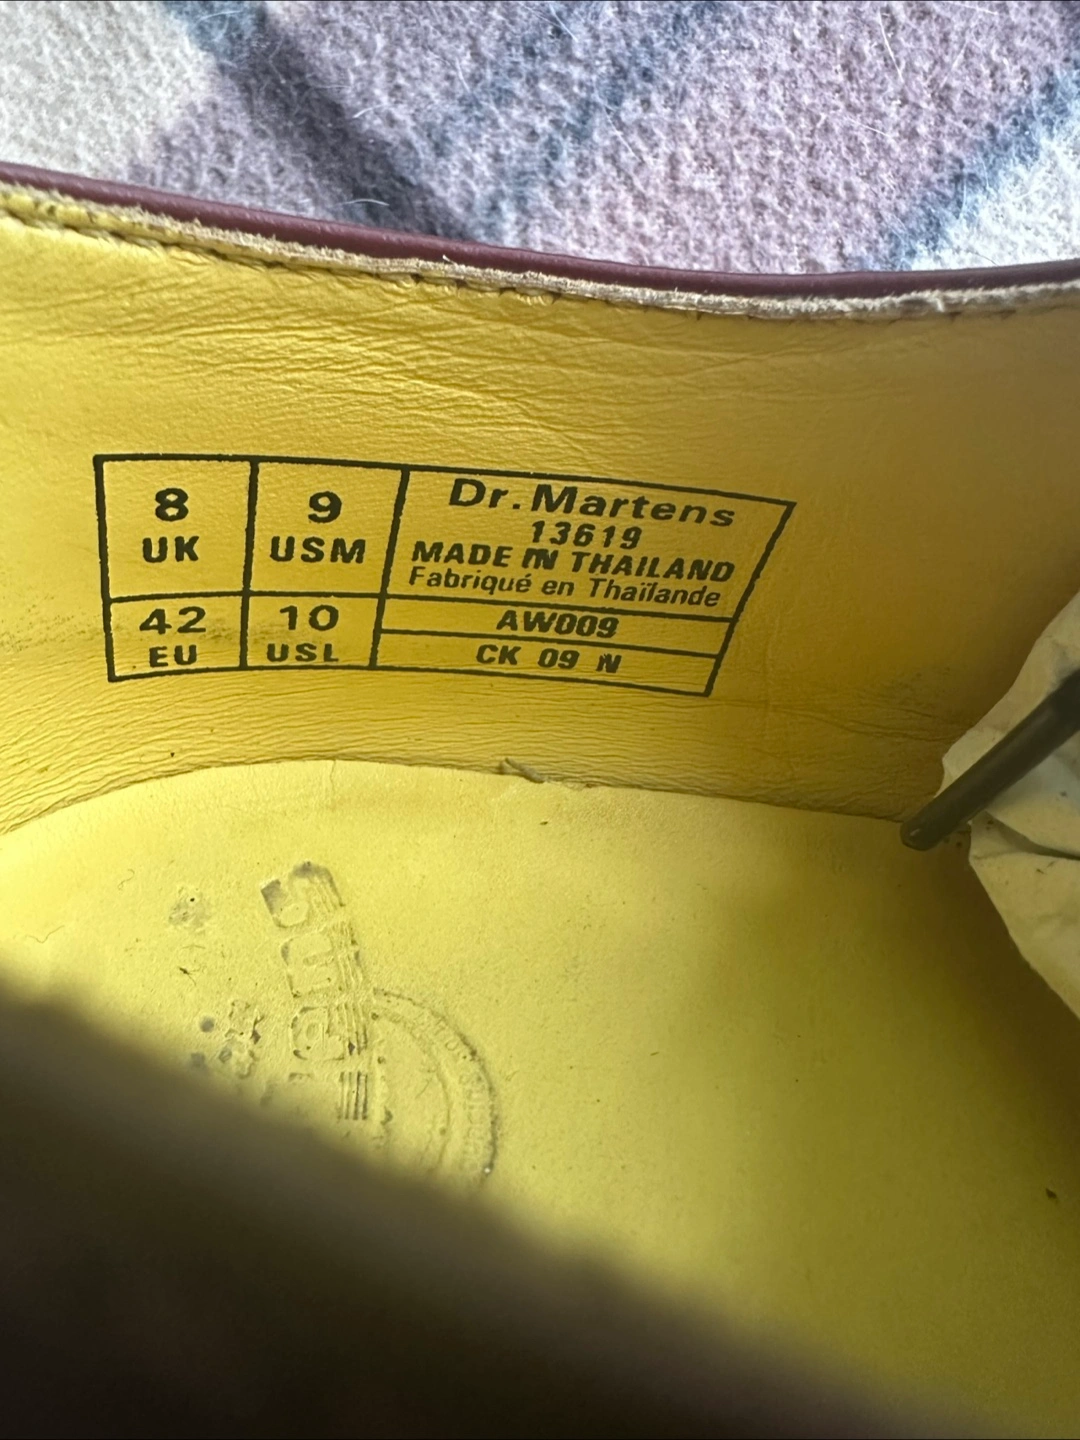 8
UK
9
USM
42
EU
10
USL
Dr. Martens
13619
MADE IN THAILAND
Fabriqué en Thaïlande
AW009
CK 09 N